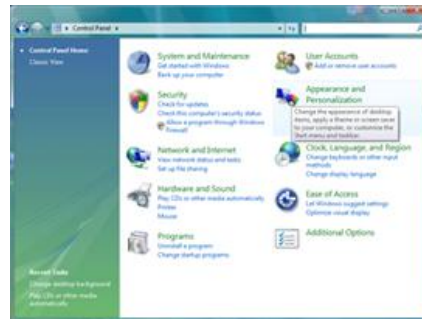 Control Panel
Control Panel Home
Classic View
System and Maintenance
Get started with Windows
Back up your computer
Security
Check for updates
Check this computer's security status
Allow a program through Windows
Firewall
Network and Internet
View network status and tasks
Set up file sharing
Hardware and Sound
Play CDs or other media automatically
Printer
Mouse
Programs
Uninstall a program
Change startup programs
User Accounts
Add or remove user accounts
Appearance and
Personalization
Change the appearance of desktop
items, apply a theme or screen saver
to your computer, or customize the
Start menu and taskbar.
Clock, Language, and Region
Change keyboards or other input
methods
Change display language
Ease of Access
Let Windows suggest settings
Optimize visual display
Additional Options
Recent Tasks
Change desktop background
Play CDs or other media
automatically